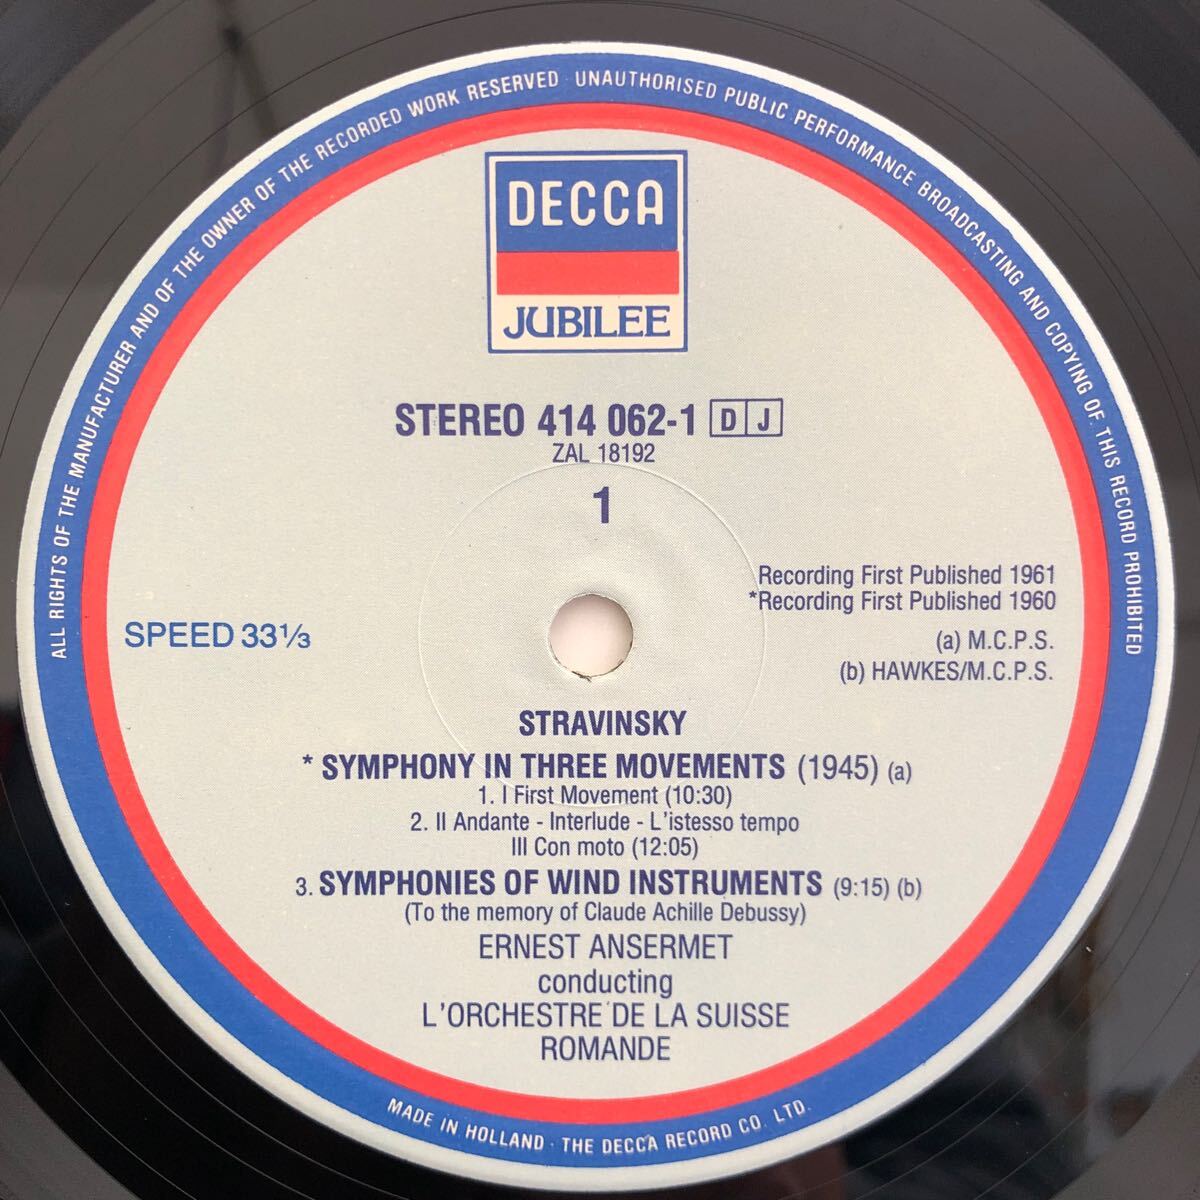 ALL RIGHTS OF THE MANUFACTURER AND OF THE OWNER OF THE RECORDED WORK RESERVED · UNAUTHORISED PUBLIC PERFORMANCE BROADCASTING AND COPYING OF THIS RECORD PROHIBITED
DECCA
JUBILEE
STEREO 414 062-1 DJ
ZAL 18192
1
Recording First Published 1961
*Recording First Published 1960
SPEED 33⅓
(a) M.C.P.S.
(b) HAWKES/M.C.P.S.
STRAVINSKY
* SYMPHONY IN THREE MOVEMENTS (1945) (a)
1. I First Movement (10:30)
2. II Andante - Interlude - L'istesso tempo
III Con moto (12:05)
3. SYMPHONIES OF WIND INSTRUMENTS (9:15) (b)
(To the memory of Claude Achille Debussy)
ERNEST ANSERMET
conducting
L'ORCHESTRE DE LA SUISSE
ROMANDE
MADE IN HOLLAND · THE DECCA RECORD CO. LTD.